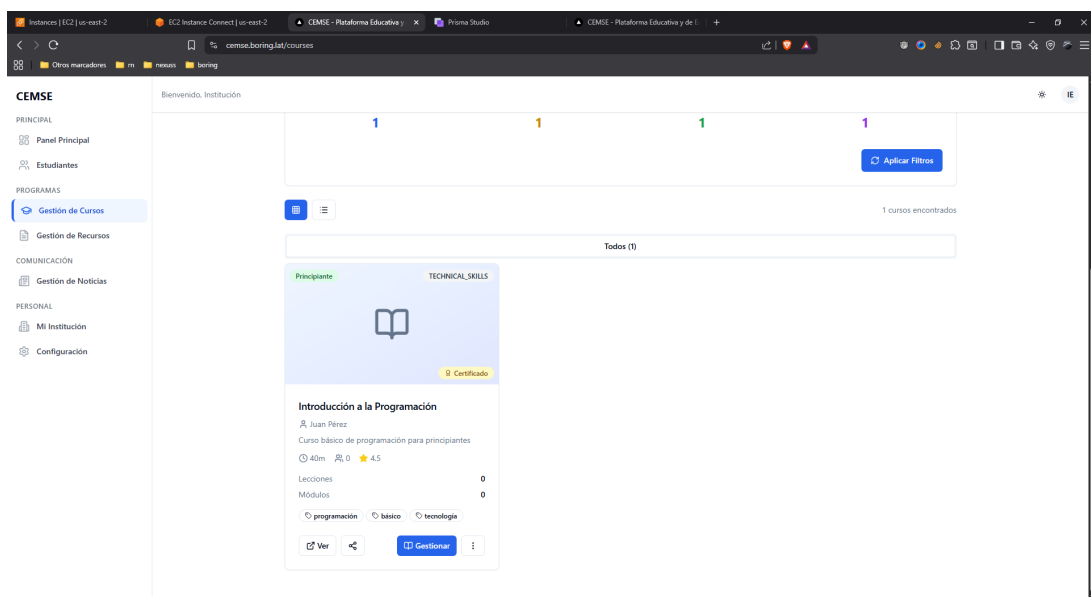 Instances | EC2 | us-east-2
EC2 Instance Connect | us-east-2
CEMSE - Plataforma Educativa y
Prisma Studio
CEMSE - Plataforma Educativa y de E
cemse.boring.lat/courses
Otros marcadores
m
nexuss
boring
CEMSE
Bienvenido, Institución
IE
PRINCIPAL
Panel Principal
Estudiantes
PROGRAMAS
Gestión de Cursos
Gestión de Recursos
COMUNICACIÓN
Gestión de Noticias
PERSONAL
Mi Institución
Configuración
1 1 1 1
Aplicar Filtros
1 cursos encontrados
Todos (1)
Principiante TECHNICAL_SKILLS
Certificado
Introducción a la Programación
Juan Pérez
Curso básico de programación para principiantes
40m 0 4.5
Lecciones 0
Módulos 0
programación básico tecnología
Ver Gestionar